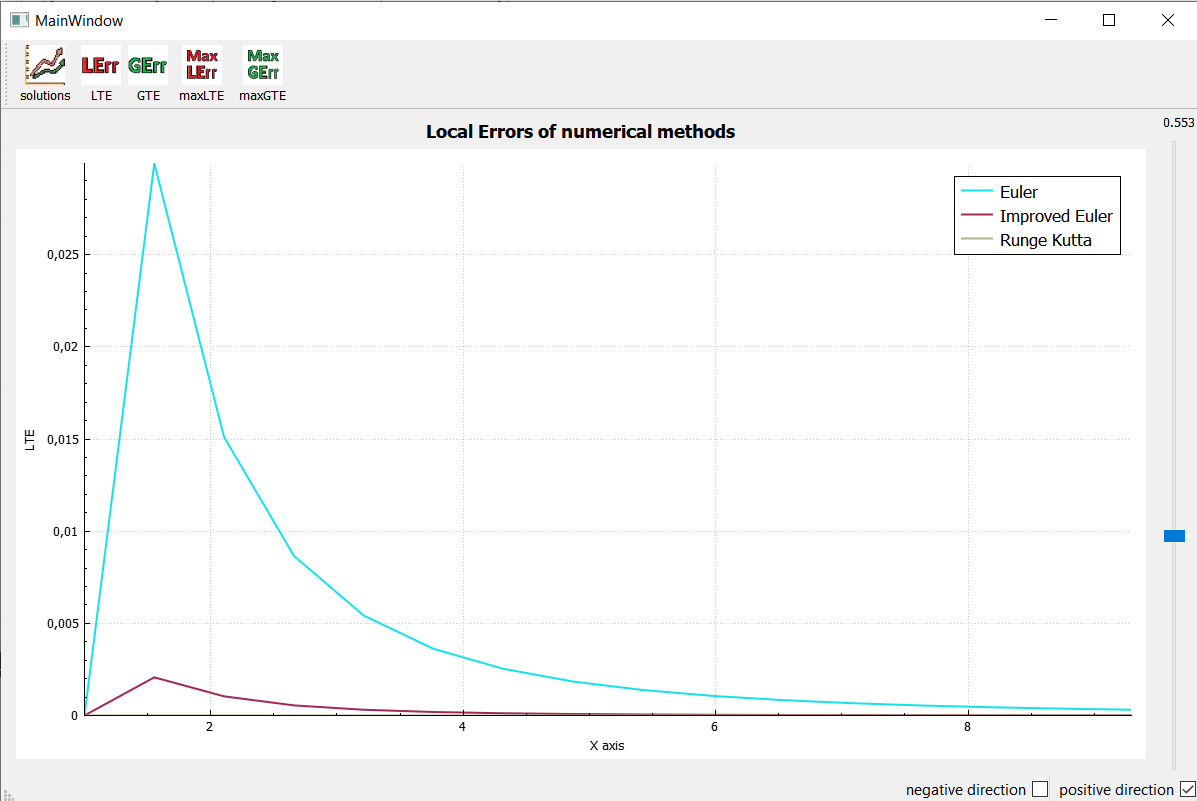 MainWindow
LErr GErr Max LErr Max GErr
solutions LTE GTE maxLTE maxGTE
0.553
Local Errors of numerical methods
Euler
Improved Euler
Runge Kutta
0,025
0,02
0,015
0,01
0,005
0
LTE
2 4 6 8
X axis
negative direction positive direction